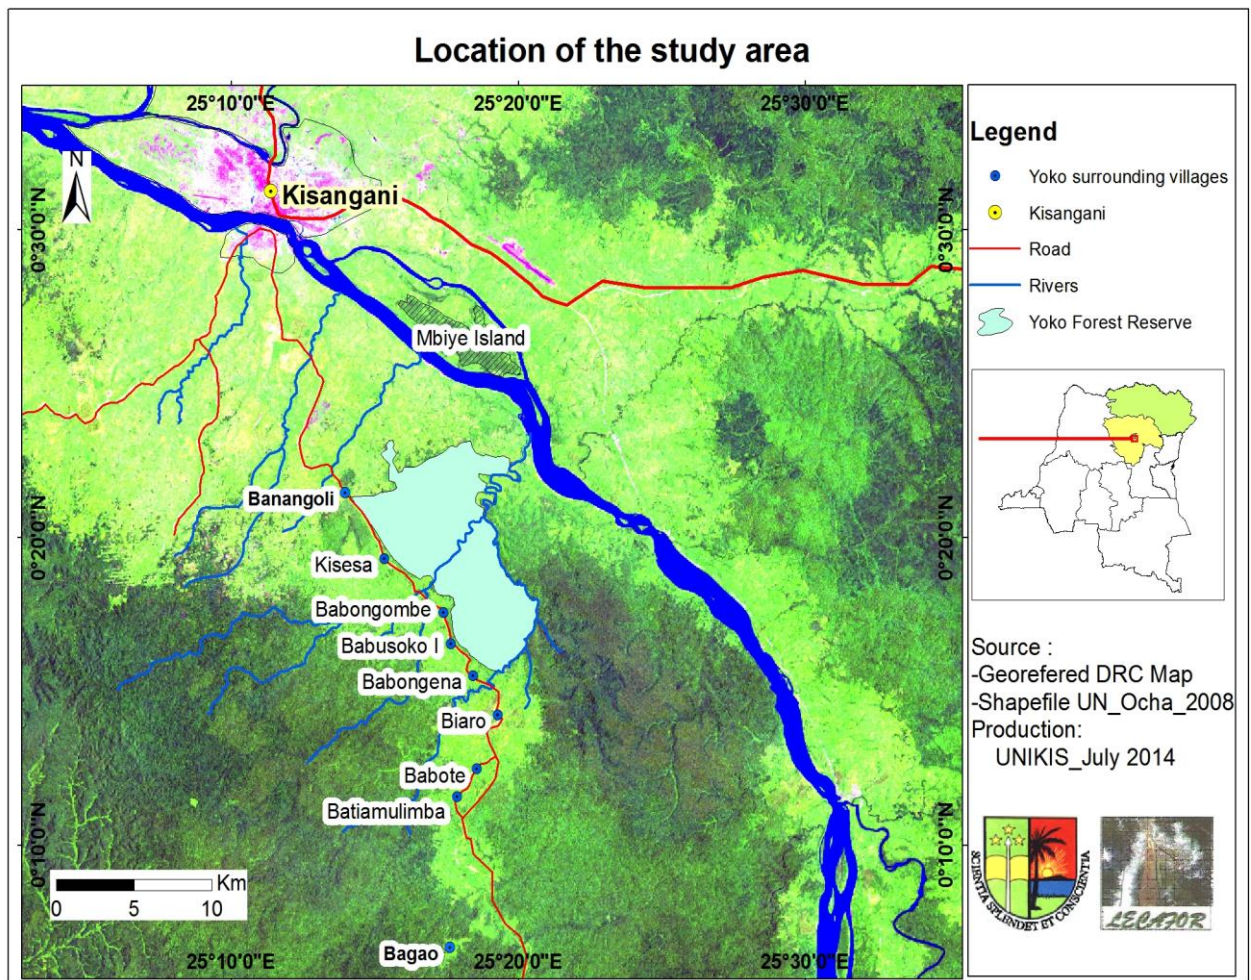 Location of the study area
25°10'0"E
25°20'0"E
25°30'0"E
N
Kisangani
0°30'0"N
0°30'0"N
Mbiye Island
Banangoli
0°20'0"N
0°20'0"N
Kisesa
Babongombe
Babusoko I
Babongena
Biaro
Babote
Batiamulimba
0°10'0"N
0°10'0"N
Km
0 5 10
Bagao
25°10'0"E
25°20'0"E
25°30'0"E
Legend
Yoko surrounding villages
Kisangani
Road
Rivers
Yoko Forest Reserve
Source :
-Georefered DRC Map
-Shapefile UN_Ocha_2008
Production:
UNIKIS_July 2014
SCIENTIA SPLENDET ET CONSCIENTIA
LECAFOR